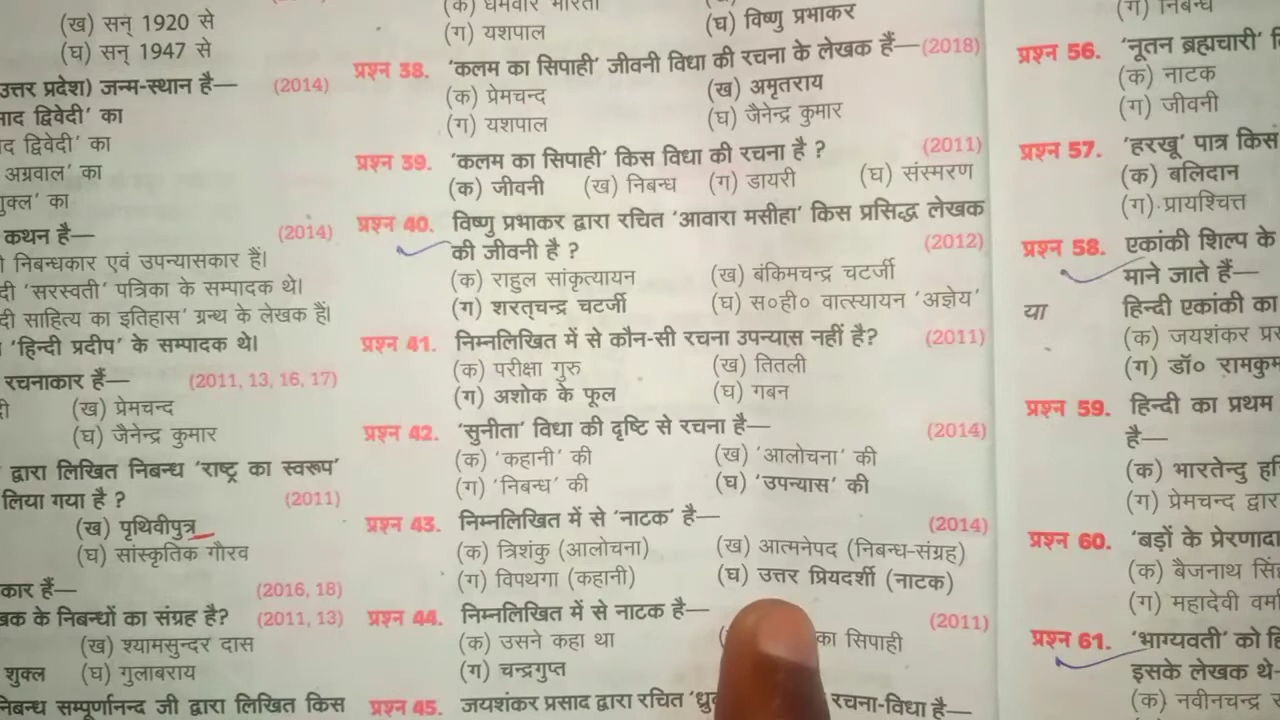 (ख) सन् 1920 से
(घ) सन् 1947 से
उत्तर प्रदेश) जन्म-स्थान है— (2014)
द्विवेदी' का
द्विवेदी' का
अग्रवाल' का
का
कथन है— (2014)
निबन्धकार एवं उपन्यासकार हैं।
'सरस्वती' पत्रिका के सम्पादक थे।
साहित्य का इतिहास' ग्रन्थ के लेखक हैं।
'हिन्दी प्रदीप' के सम्पादक थे।
रचनाकार हैं— (2011, 13, 16, 17)
(ख) प्रेमचन्द
(घ) जैनेन्द्र कुमार
द्वारा लिखित निबन्ध 'राष्ट्र का स्वरूप'
लिया गया है ? (2011)
(ख) पृथिवीपुत्र
(घ) सांस्कृतिक गौरव
हैं— (2016, 18)
के निबन्धों का संग्रह है? (2011, 13)
(ख) श्यामसुन्दर दास
शुक्ल (घ) गुलाबराय
निबन्ध सम्पूर्णानन्द जी द्वारा लिखित किस
(क) धर्मवीर भारती
(ग) यशपाल (घ) विष्णु प्रभाकर
प्रश्न 38. 'कलम का सिपाही' जीवनी विधा की रचना के लेखक हैं— (2018)
(क) प्रेमचन्द (ख) अमृतराय
(ग) यशपाल (घ) जैनेन्द्र कुमार
प्रश्न 39. 'कलम का सिपाही' किस विधा की रचना है ? (2011)
(क) जीवनी (ख) निबन्ध (ग) डायरी (घ) संस्मरण
प्रश्न 40. विष्णु प्रभाकर द्वारा रचित 'आवारा मसीहा' किस प्रसिद्ध लेखक
की जीवनी है ? (2012)
(क) राहुल सांकृत्यायन (ख) बंकिमचन्द्र चटर्जी
(ग) शरत्चन्द्र चटर्जी (घ) स०ही० वात्स्यायन 'अज्ञेय'
प्रश्न 41. निम्नलिखित में से कौन-सी रचना उपन्यास नहीं है? (2011)
(क) परीक्षा गुरु (ख) तितली
(ग) अशोक के फूल (घ) गबन
प्रश्न 42. 'सुनीता' विधा की दृष्टि से रचना है— (2014)
(क) 'कहानी' की (ख) 'आलोचना' की
(ग) 'निबन्ध' की (घ) 'उपन्यास' की
प्रश्न 43. निम्नलिखित में से 'नाटक' है— (2014)
(क) त्रिशंकु (आलोचना) (ख) आत्मनेपद (निबन्ध-संग्रह)
(ग) विपथगा (कहानी) (घ) उत्तर प्रियदर्शी (नाटक)
प्रश्न 44. निम्नलिखित में से नाटक है— (2011)
(क) उसने कहा था का सिपाही
(ग) चन्द्रगुप्त
प्रश्न 45. जयशंकर प्रसाद द्वारा रचित रचना-विधा है—
(ग) निबन्ध
प्रश्न 56. 'नूतन ब्रह्मचारी'
(क) नाटक
(ग) जीवनी
प्रश्न 57. 'हरखू' पात्र किस
(क) बलिदान
(ग) प्रायश्चित्त
प्रश्न 58. एकांकी शिल्प के
माने जाते हैं—
या हिन्दी एकांकी का
(क) जयशंकर
(ग) डॉ०
प्रश्न 59. हिन्दी का प्रथम
है—
(क) भारतेन्दु
(ग) प्रेमचन्द
प्रश्न 60. 'बड़ों के
(क) बैजनाथ सिंह
(ग) महादेवी वर्मा
प्रश्न 61. 'भाग्यवती' को
इसके लेखक थे—
(क) नवीनचन्द्र